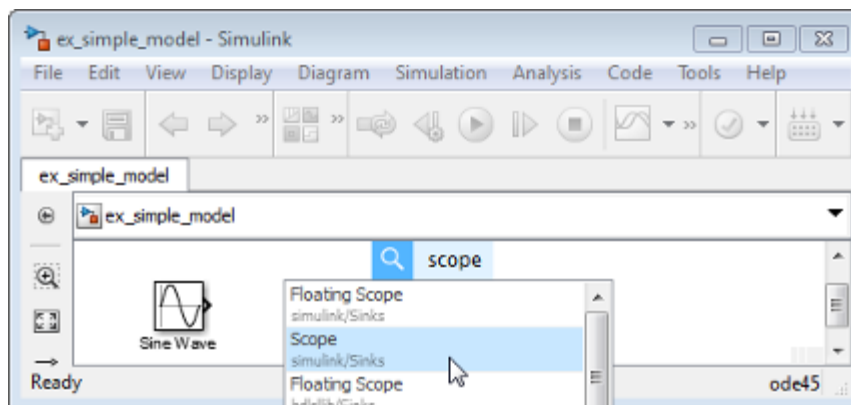 ex_simple_model - Simulink
File Edit View Display Diagram Simulation Analysis Code Tools Help
ex_simple_model
ex_simple_model
scope
Floating Scope
simulink/Sinks
Scope
simulink/Sinks
Floating Scope
Sine Wave
Ready
ode45